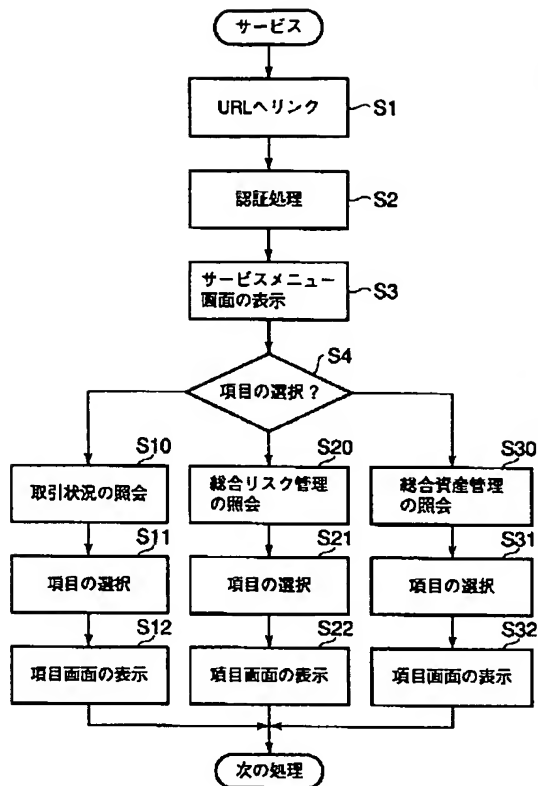 サービス
URLへリンク
S1
認証処理
S2
サービスメニュー
画面の表示
S3
S4
項目の選択？
S10
取引状況の照会
S11
項目の選択
S12
項目画面の表示
S20
総合リスク管理
の照会
S21
項目の選択
S22
項目画面の表示
S30
総合資産管理
の照会
S31
項目の選択
S32
項目画面の表示
次の処理